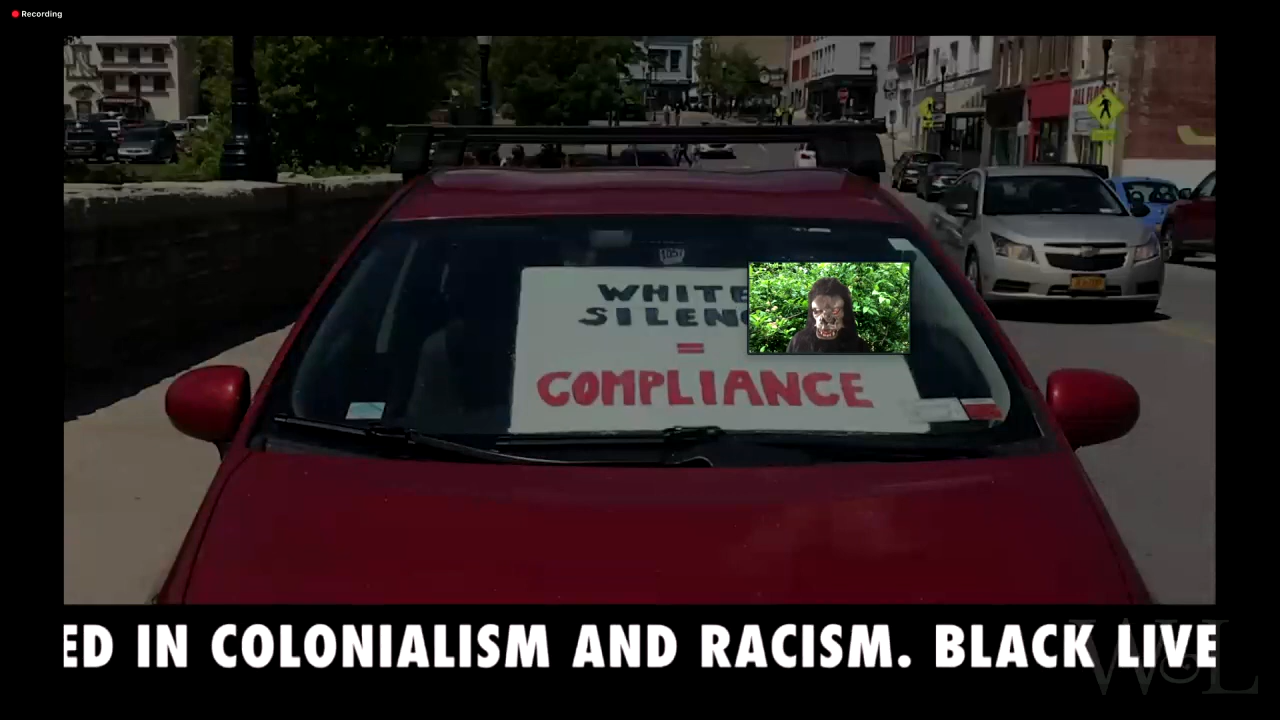 Recording
WHITE
SILENC
=
COMPLIANCE
ED IN COLONIALISM AND RACISM. BLACK LIVE
W&L